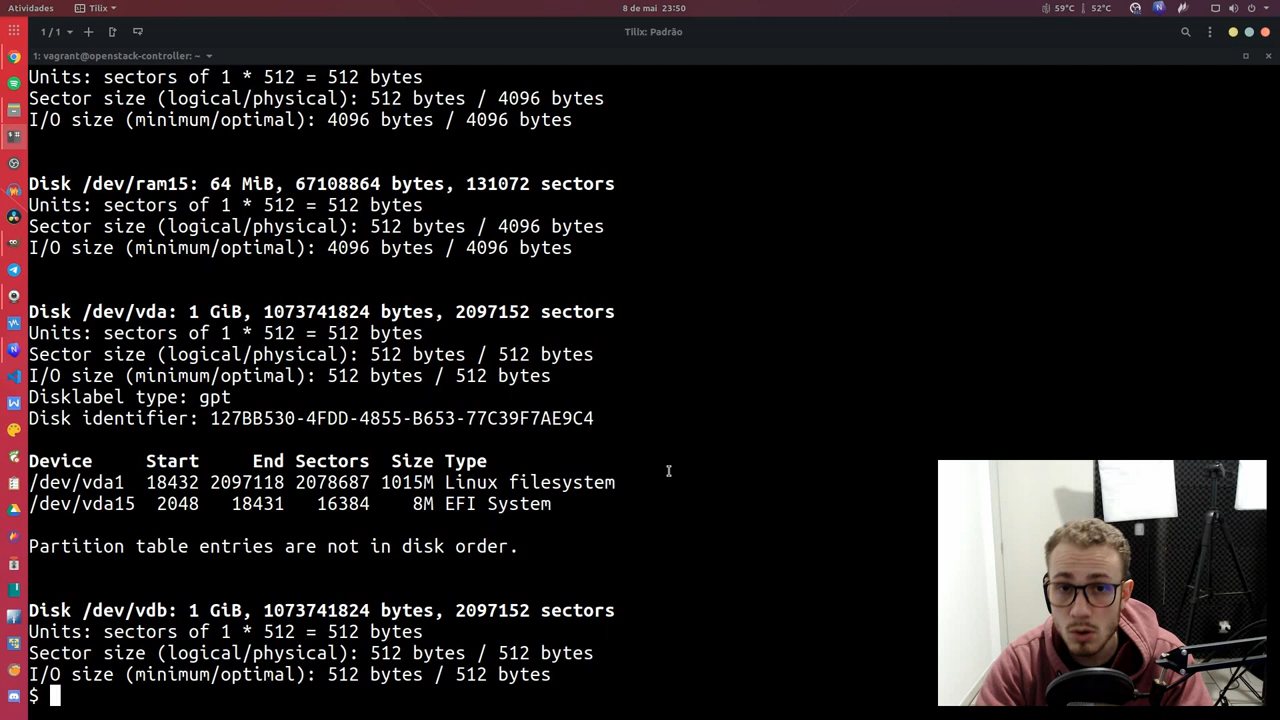 Atividades
Tilix
8 de mai 23:50
59°C
52°C
1 / 1
Tilix: Padrão
1: vagrant@openstack-controller: ~
Units: sectors of 1 * 512 = 512 bytes
Sector size (logical/physical): 512 bytes / 4096 bytes
I/O size (minimum/optimal): 4096 bytes / 4096 bytes
Disk /dev/ram15: 64 MiB, 67108864 bytes, 131072 sectors
Units: sectors of 1 * 512 = 512 bytes
Sector size (logical/physical): 512 bytes / 4096 bytes
I/O size (minimum/optimal): 4096 bytes / 4096 bytes
Disk /dev/vda: 1 GiB, 1073741824 bytes, 2097152 sectors
Units: sectors of 1 * 512 = 512 bytes
Sector size (logical/physical): 512 bytes / 512 bytes
I/O size (minimum/optimal): 512 bytes / 512 bytes
Disklabel type: gpt
Disk identifier: 127BB530-4FDD-4855-B653-77C39F7AE9C4
Device Start End Sectors Size Type
/dev/vda1 18432 2097118 2078687 1015M Linux filesystem
/dev/vda15 2048 18431 16384 8M EFI System
Partition table entries are not in disk order.
Disk /dev/vdb: 1 GiB, 1073741824 bytes, 2097152 sectors
Units: sectors of 1 * 512 = 512 bytes
Sector size (logical/physical): 512 bytes / 512 bytes
I/O size (minimum/optimal): 512 bytes / 512 bytes
$